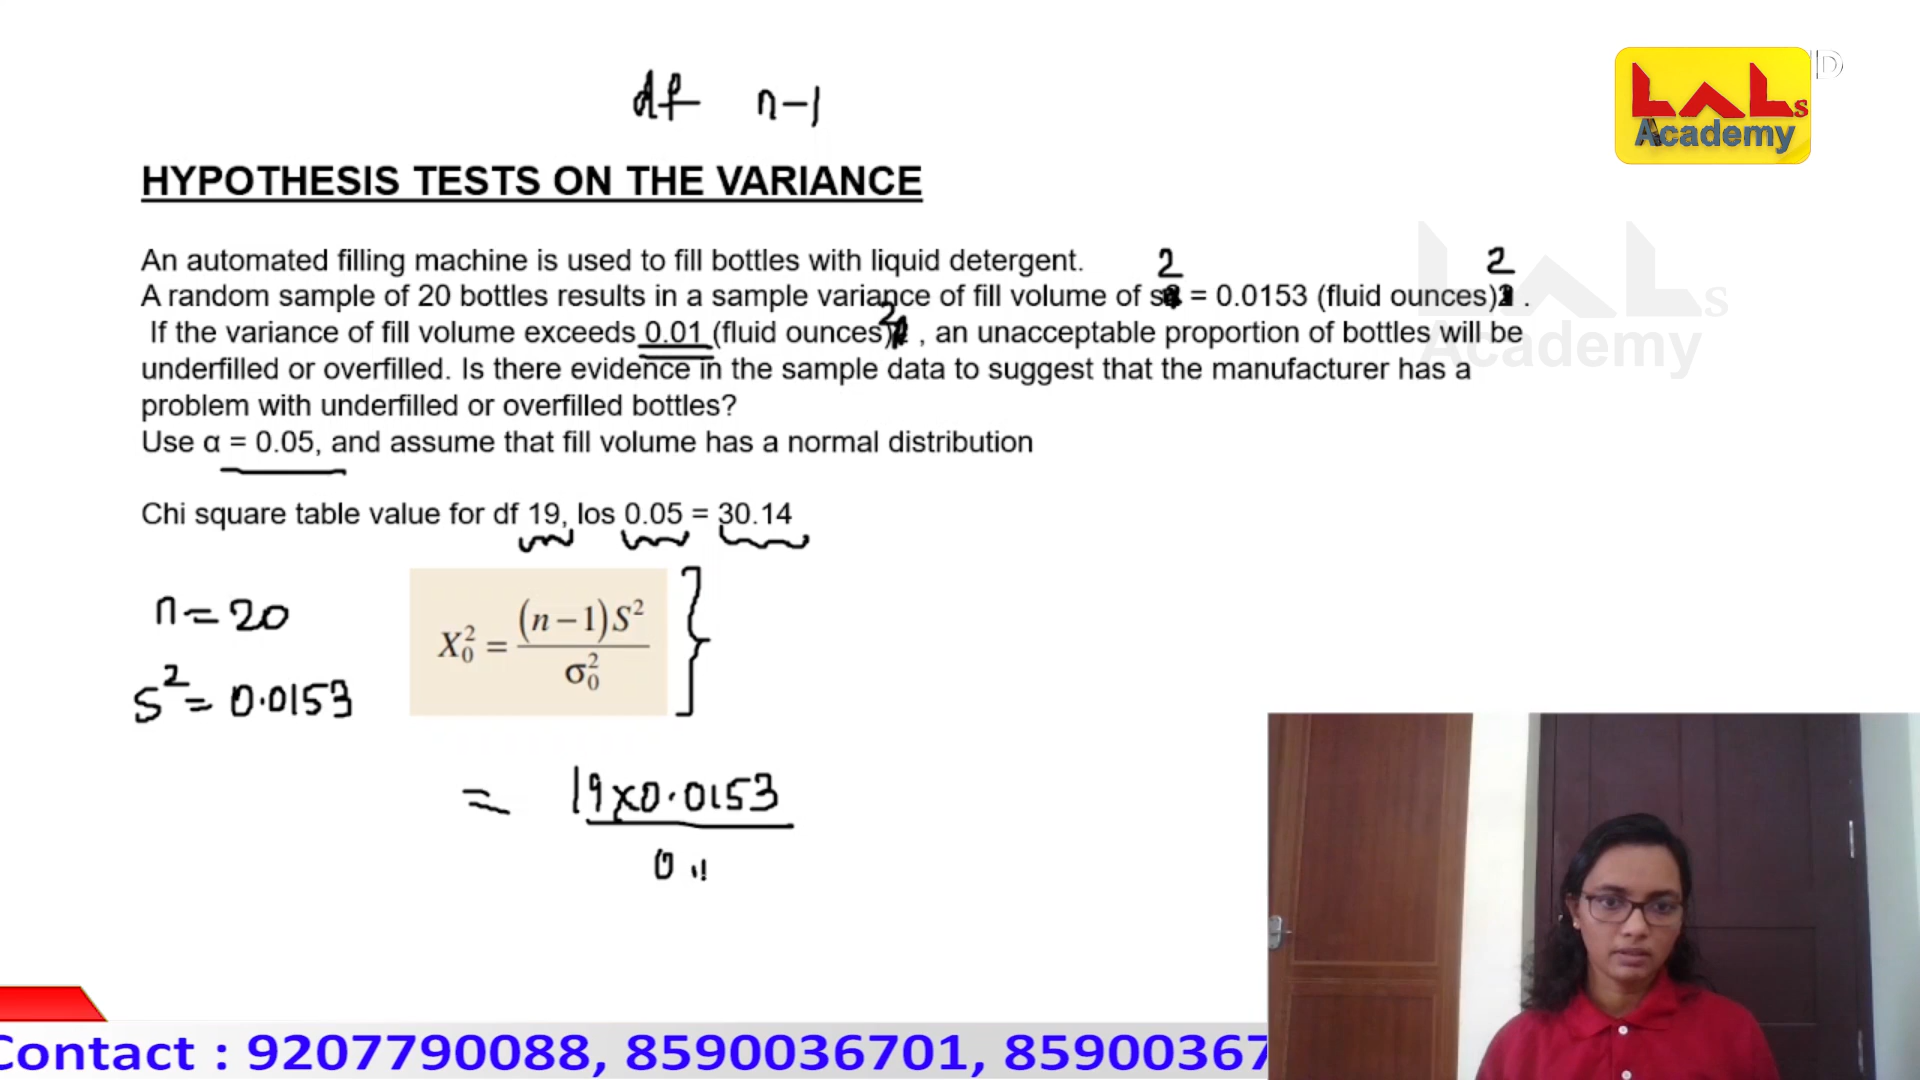 df n-1
LALs
Academy
HYPOTHESIS TESTS ON THE VARIANCE
An automated filling machine is used to fill bottles with liquid detergent.
A random sample of 20 bottles results in a sample variance of fill volume of s2 = 0.0153 (fluid ounces)2 .
If the variance of fill volume exceeds 0.01 (fluid ounces)2 , an unacceptable proportion of bottles will be
underfilled or overfilled. Is there evidence in the sample data to suggest that the manufacturer has a
problem with underfilled or overfilled bottles?
Use α = 0.05, and assume that fill volume has a normal distribution
LALs
Academy
Chi square table value for df 19, los 0.05 = 30.14
n = 20
S² = 0.0153
X₀² = (n – 1) S² / σ₀²
= 19×0.0153
0.
Contact : 9207790088, 8590036701, 85900367